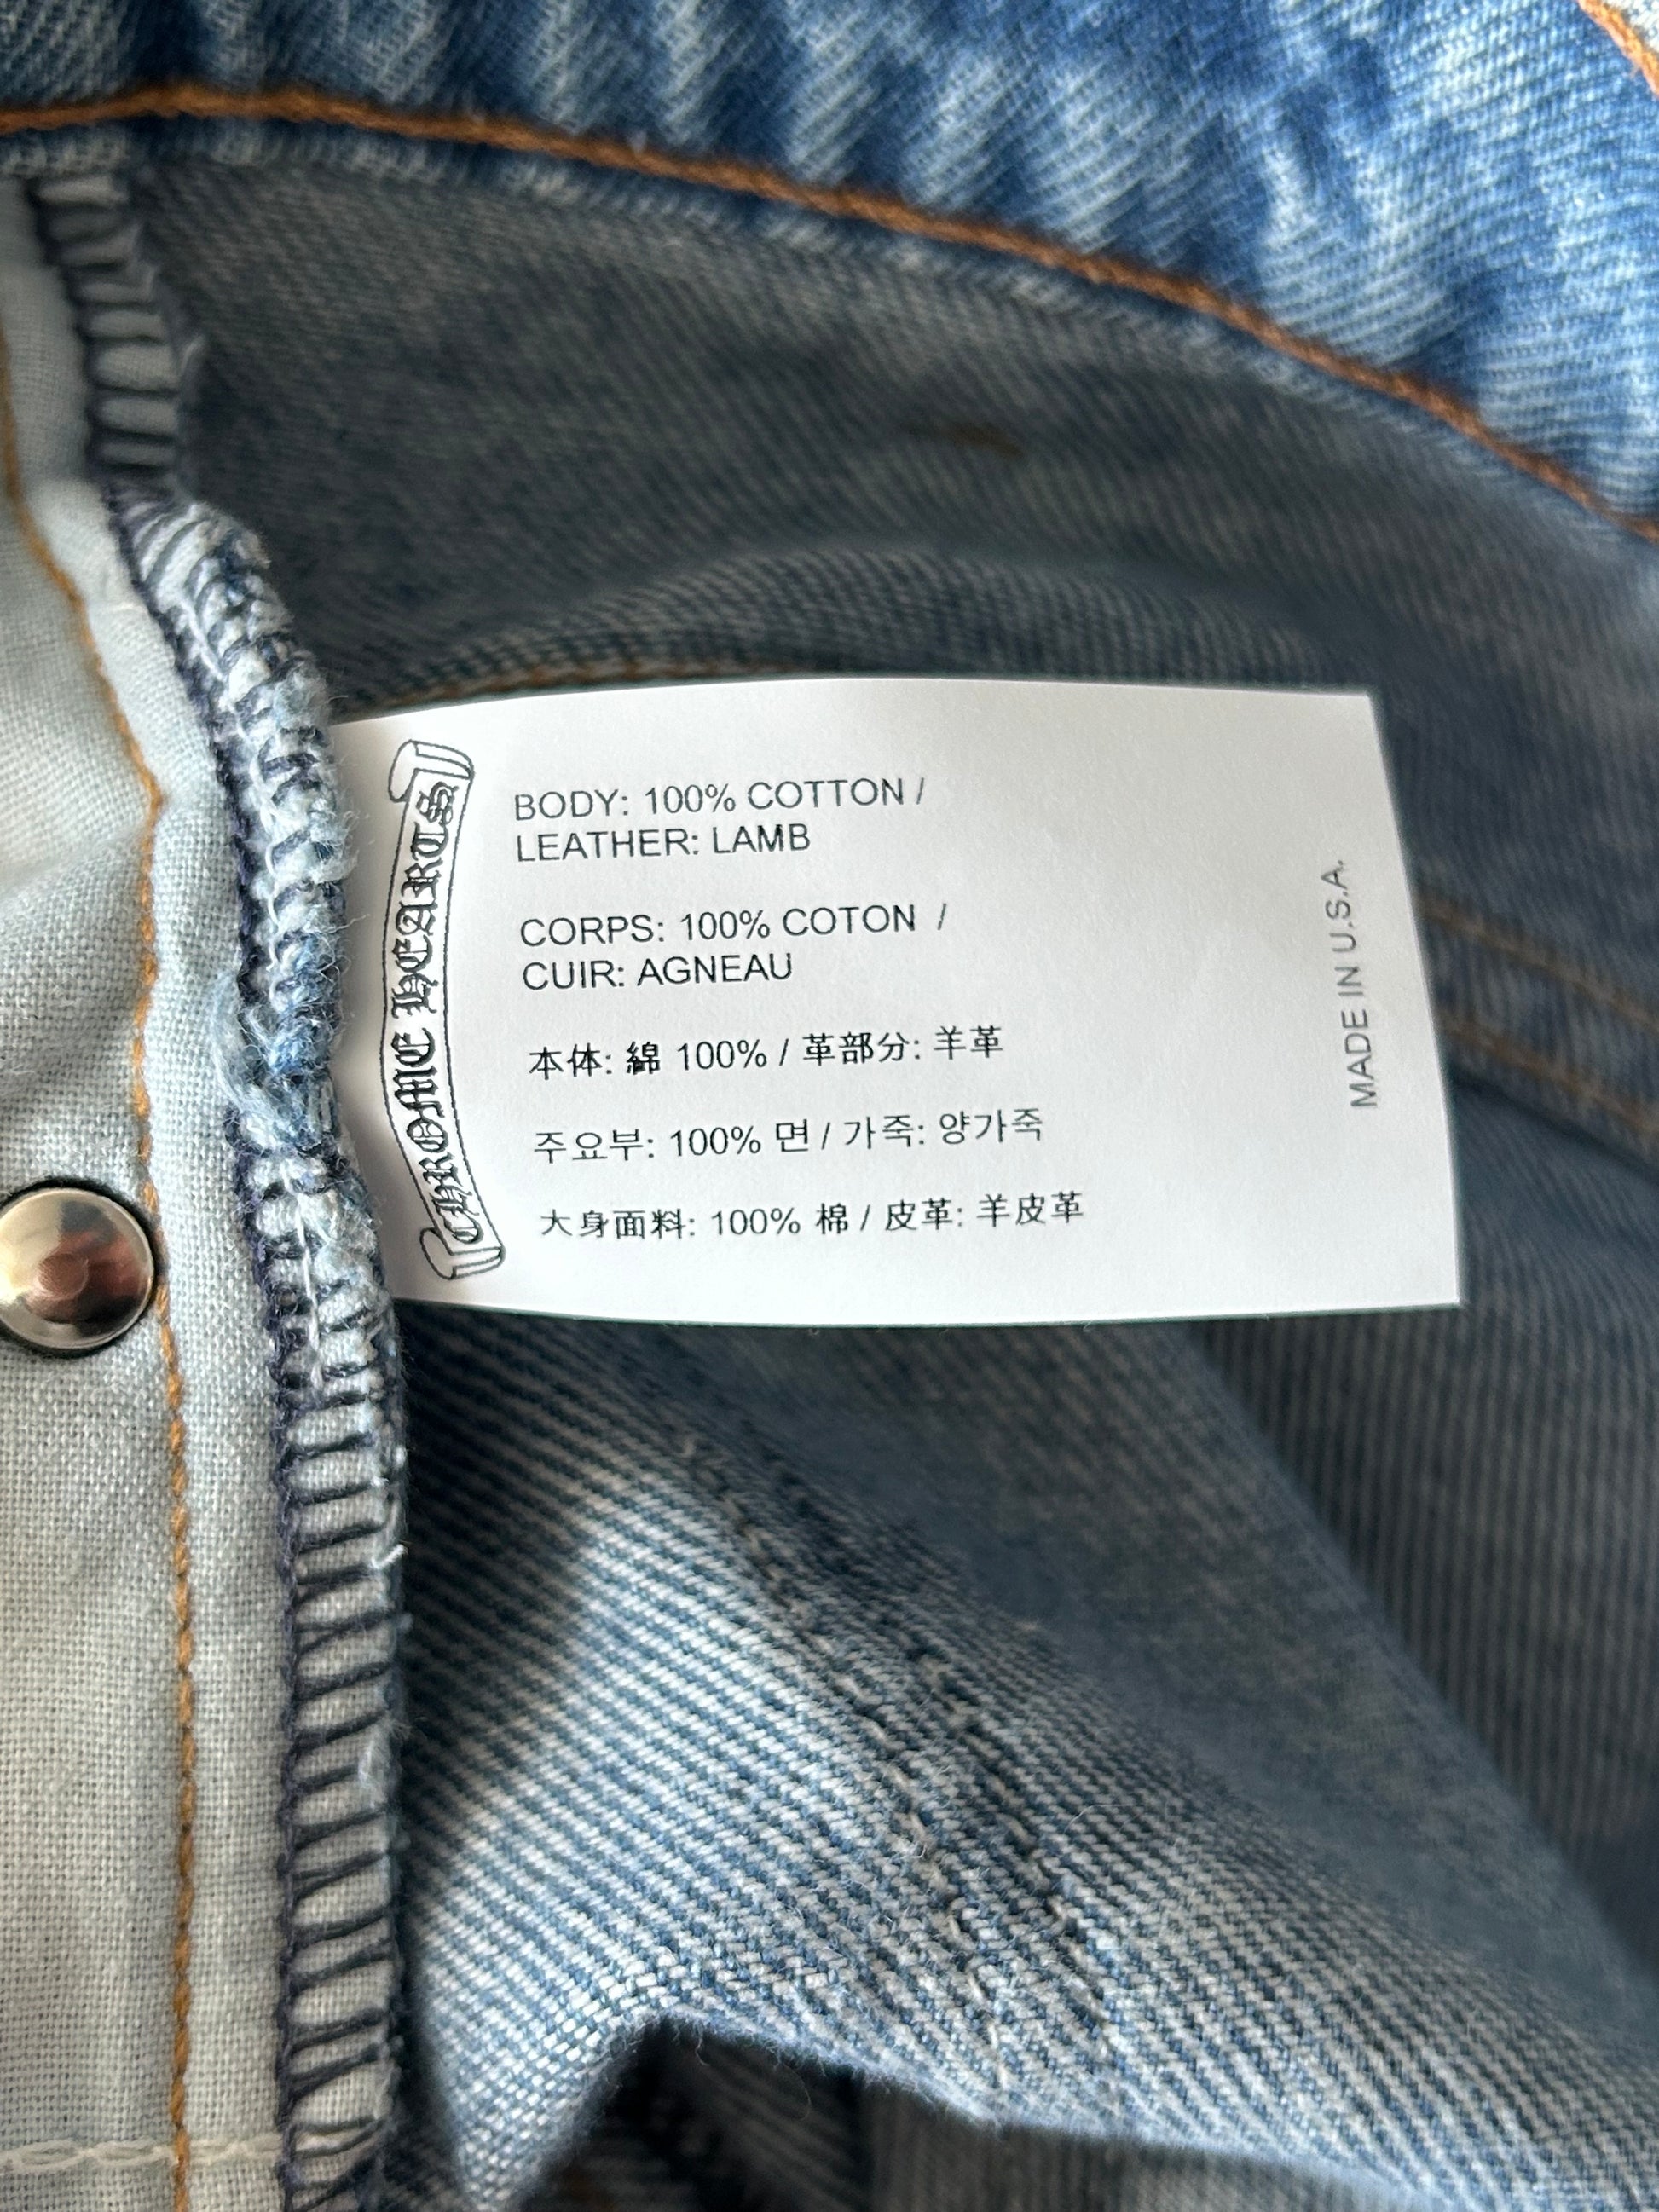 CHROME HEARTS
BODY: 100% COTTON /
LEATHER: LAMB
CORPS: 100% COTON /
CUIR: AGNEAU
本体: 綿 100% / 革部分: 羊革
주요부: 100% 면 / 가죽: 양가죽
大身面料: 100% 棉 / 皮革: 羊皮革
MADE IN U.S.A.